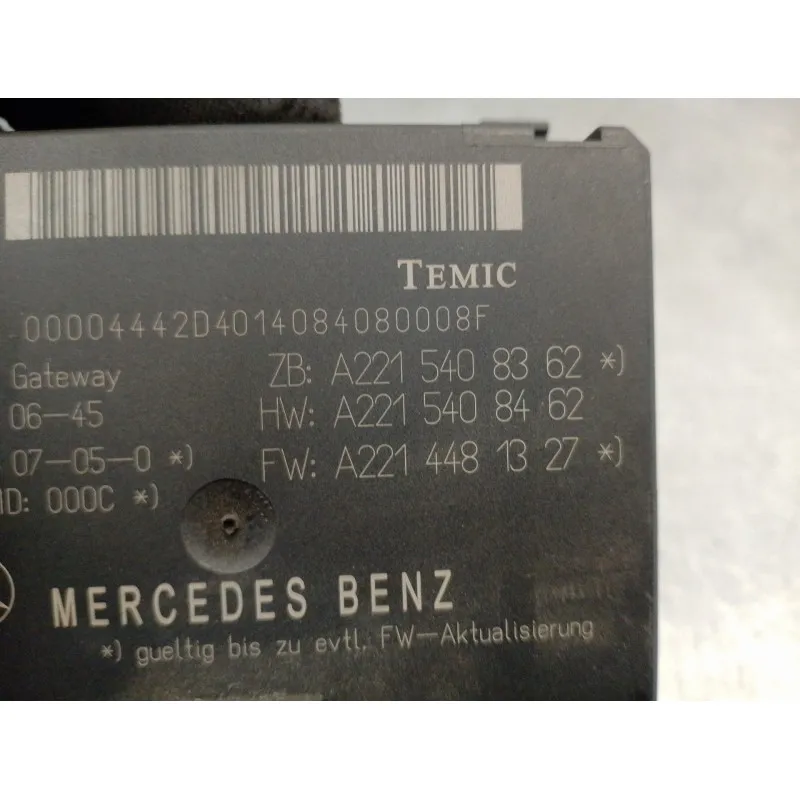 TEMIC
00004442D4014084080008F
Gateway ZB: A221 540 83 62 *)
06-45 HW: A221 540 84 62
07-05-0 *) FW: A221 448 13 27 *)
ID: 000C *)
MERCEDES BENZ
*) gueltig bis zu evtl. FW-Aktualisierung